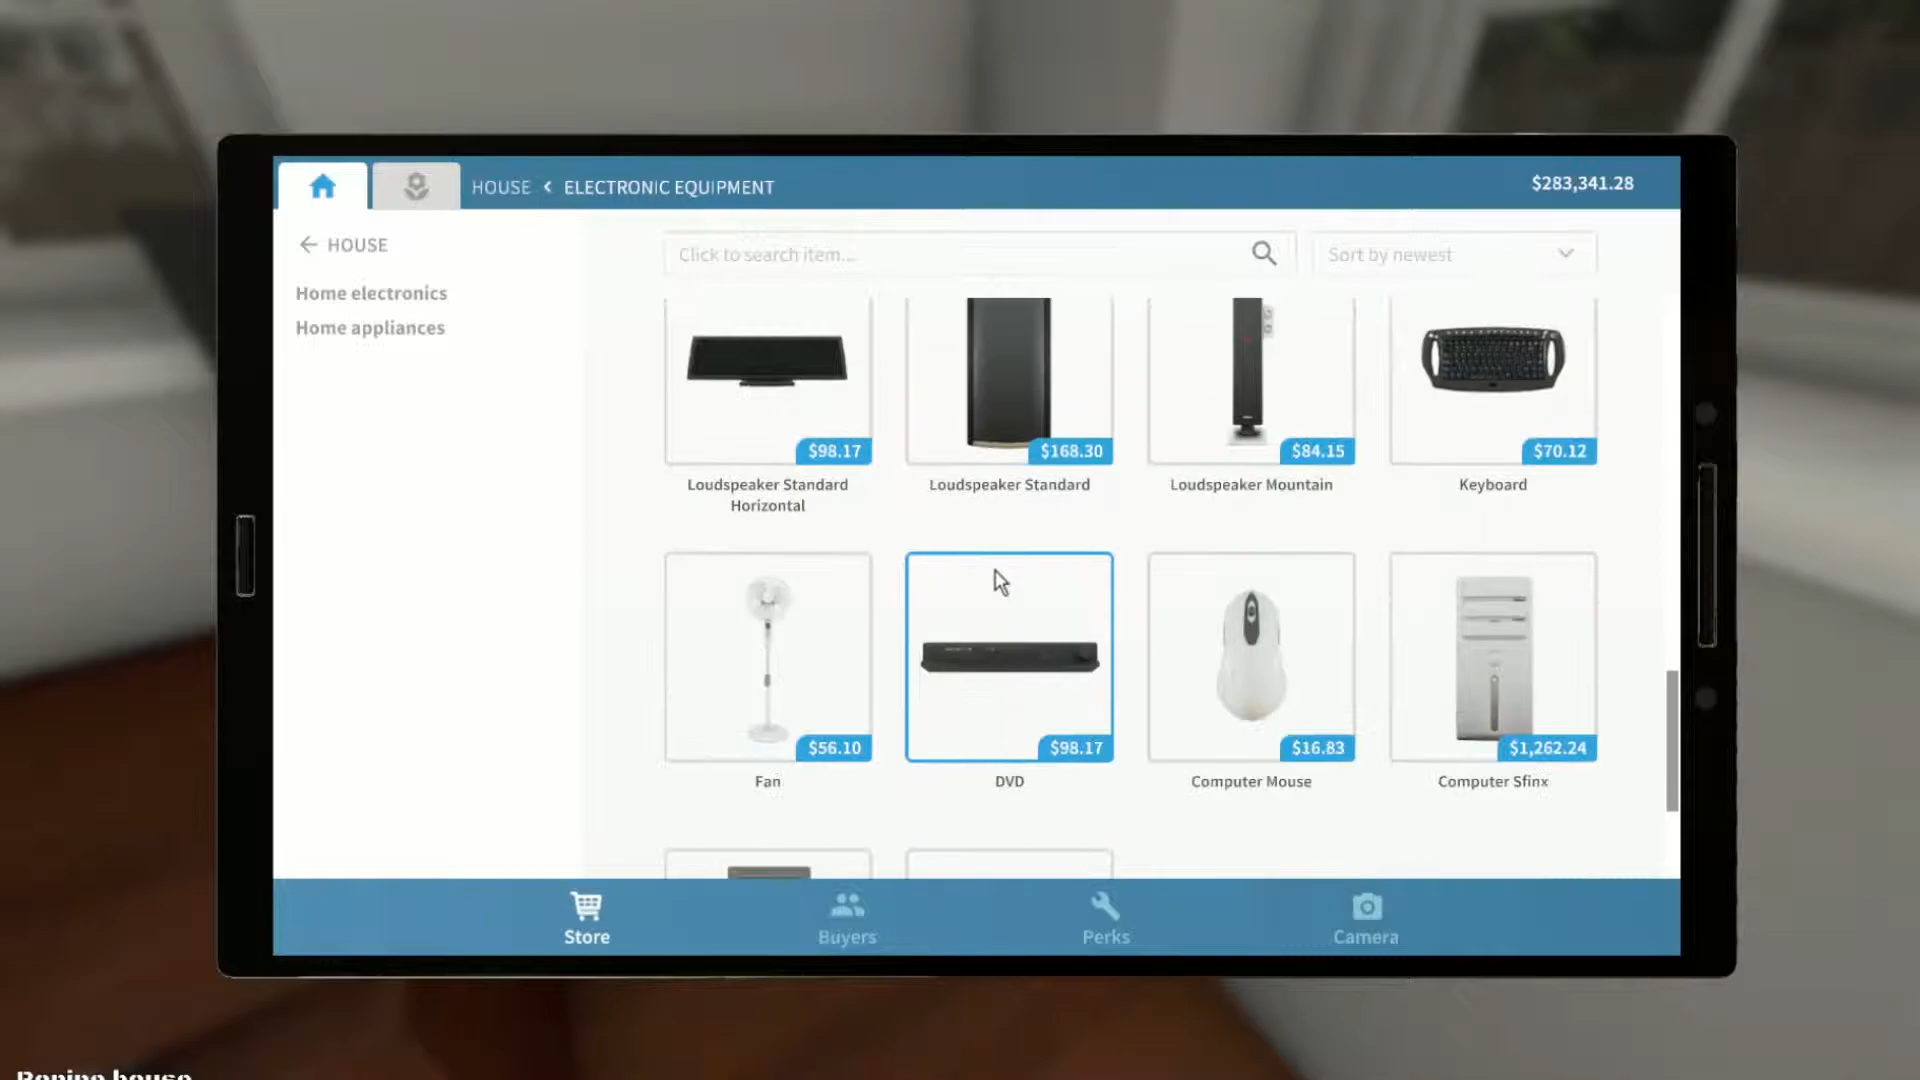 HOUSE < ELECTRONIC EQUIPMENT
$283,341.28
← HOUSE
Home electronics
Home appliances
Click to search item...
Sort by newest
$98.17
$168.30
$84.15
$70.12
Loudspeaker Standard
Horizontal
Loudspeaker Standard
Loudspeaker Mountain
Keyboard
$56.10
$98.17
$16.83
$1,262.24
Fan
DVD
Computer Mouse
Computer Sfinx
Store
Buyers
Perks
Camera
house